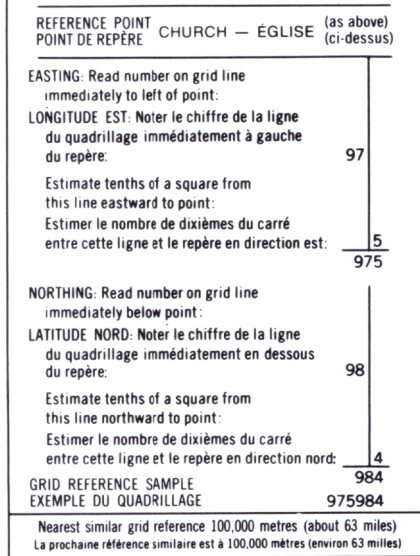 REFERENCE POINT CHURCH — ÉGLISE (as above)
POINT DE REPÈRE (ci-dessus)
EASTING: Read number on grid line
immediately to left of point:
LONGITUDE EST: Noter le chiffre de la ligne
du quadrillage immédiatement à gauche
du repère: 97
Estimate tenths of a square from
this line eastward to point:
Estimer le nombre de dixièmes du carré
entre cette ligne et le repère en direction est: 5
975
NORTHING: Read number on grid line
immediately below point:
LATITUDE NORD: Noter le chiffre de la ligne
du quadrillage immédiatement en dessous
du repère: 98
Estimate tenths of a square from
this line northward to point:
Estimer le nombre de dixièmes du carré
entre cette ligne et le repère en direction nord: 4
GRID REFERENCE SAMPLE 984
EXEMPLE DU QUADRILLAGE 975984
Nearest similar grid reference 100,000 metres (about 63 miles)
La prochaine référence similaire est à 100,000 mètres (environ 63 milles)